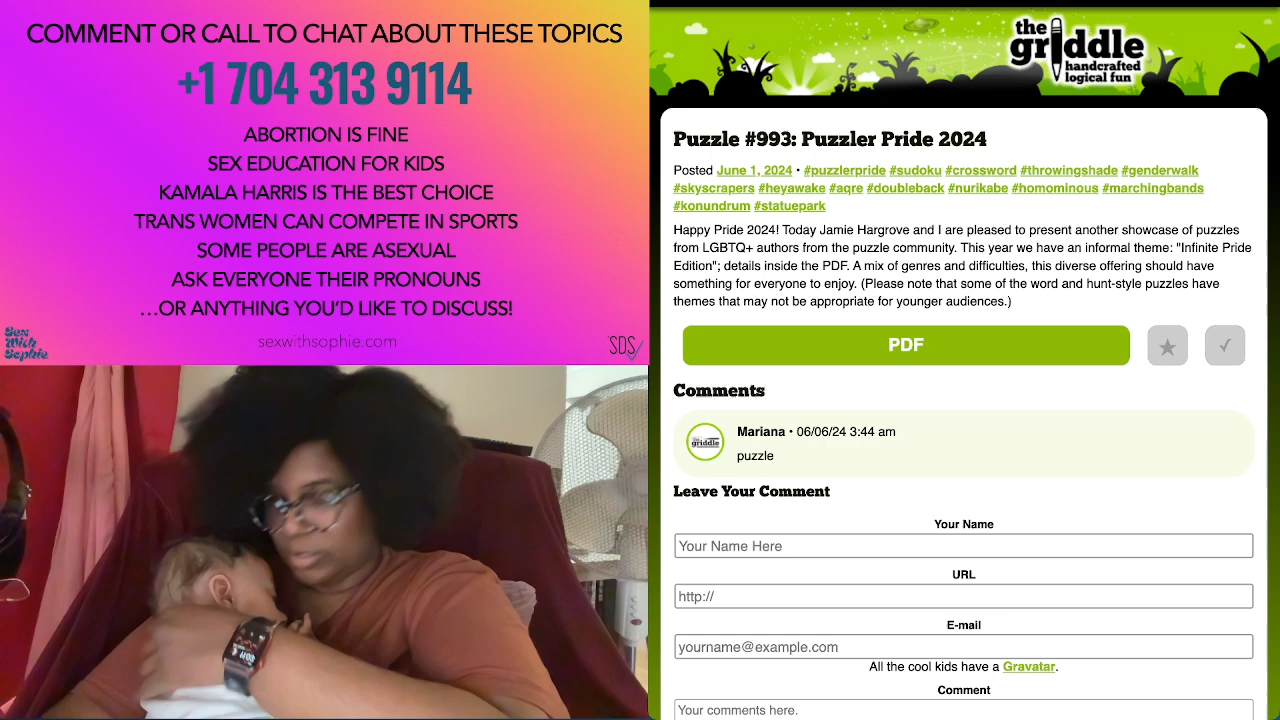 COMMENT OR CALL TO CHAT ABOUT THESE TOPICS
+1 704 313 9114
ABORTION IS FINE
SEX EDUCATION FOR KIDS
KAMALA HARRIS IS THE BEST CHOICE
TRANS WOMEN CAN COMPETE IN SPORTS
SOME PEOPLE ARE ASEXUAL
ASK EVERYONE THEIR PRONOUNS
...OR ANYTHING YOU'D LIKE TO DISCUSS!
sexwithsophie.com
Sex
With
Sophie
SDS
the
griddle
handcrafted
logical fun
Puzzle #993: Puzzler Pride 2024
Posted June 1, 2024 • #puzzlerpride #sudoku #crossword #throwingshade #genderwalk
#skyscrapers #heyawake #aqre #doubleback #nurikabe #homominous #marchingbands
#konundrum #statuepark
Happy Pride 2024! Today Jamie Hargrove and I are pleased to present another showcase of puzzles
from LGBTQ+ authors from the puzzle community. This year we have an informal theme: "Infinite Pride
Edition"; details inside the PDF. A mix of genres and difficulties, this diverse offering should have
something for everyone to enjoy. (Please note that some of the word and hunt-style puzzles have
themes that may not be appropriate for younger audiences.)
PDF
Comments
the
griddle
Mariana • 06/06/24 3:44 am
puzzle
Leave Your Comment
Your Name
Your Name Here
URL
http://
E-mail
yourname@example.com
All the cool kids have a Gravatar.
Comment
Your comments here.